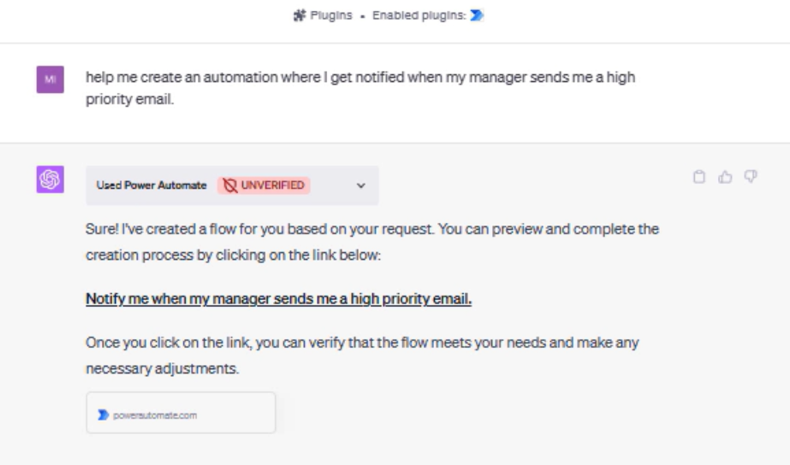 Plugins • Enabled plugins:
MI
help me create an automation where I get notified when my manager sends me a high
priority email.
Used Power Automate UNVERIFIED
Sure! I've created a flow for you based on your request. You can preview and complete the
creation process by clicking on the link below:
Notify me when my manager sends me a high priority email.
Once you click on the link, you can verify that the flow meets your needs and make any
necessary adjustments.
powerautomate.com